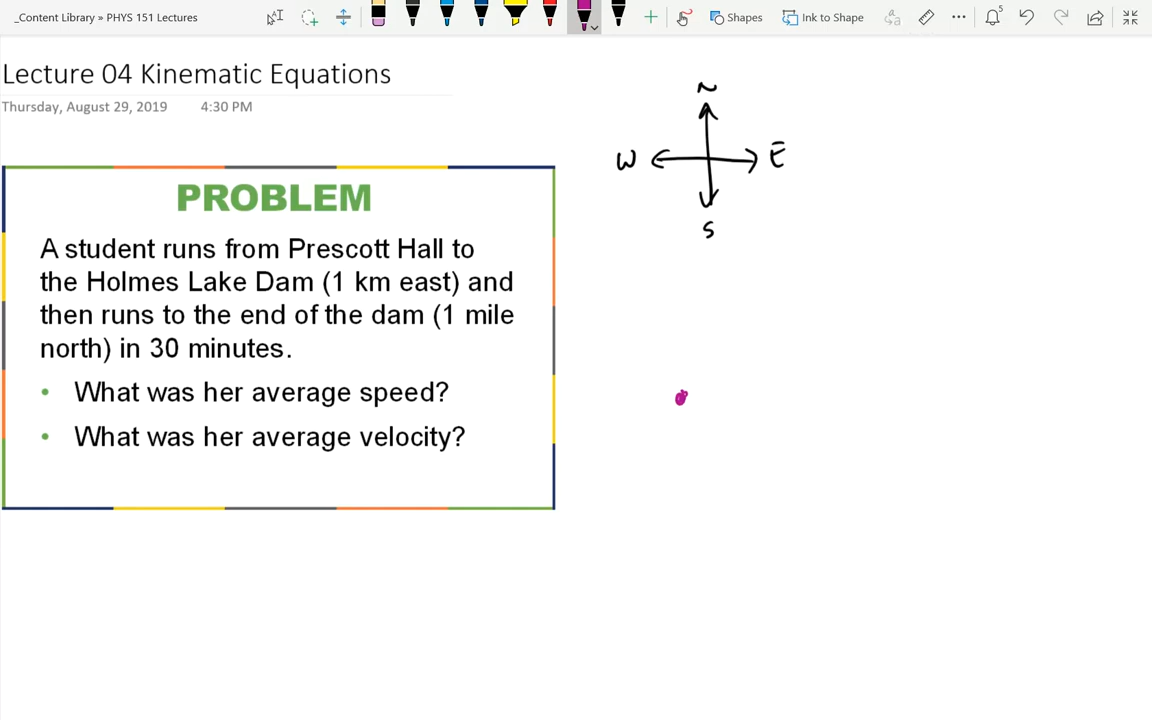 _Content Library » PHYS 151 Lectures
Shapes
Ink to Shape
5
Lecture 04 Kinematic Equations
Thursday, August 29, 2019 4:30 PM
N
W E
S
PROBLEM
A student runs from Prescott Hall to
the Holmes Lake Dam (1 km east) and
then runs to the end of the dam (1 mile
north) in 30 minutes.
• What was her average speed?
• What was her average velocity?